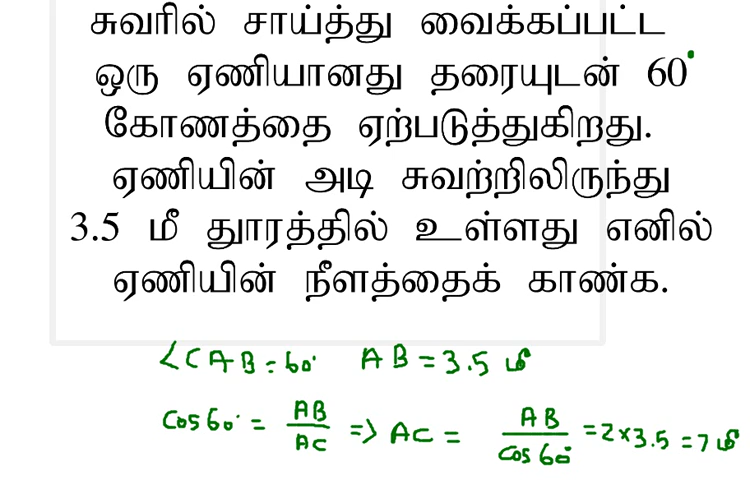 சுவரில் சாய்த்து வைக்கப்பட்ட
ஒரு ஏணியானது தரையுடன் 60°
கோணத்தை ஏற்படுத்துகிறது.
ஏணியின் அடி சுவற்றிலிருந்து
3.5 மீ தூரத்தில் உள்ளது எனில்
ஏணியின் நீளத்தைக் காண்க.
∠CAB = 60° AB = 3.5 மீ
cos 60° = AB/AC => AC = AB/cos 60° = 2 × 3.5 = 7 மீ